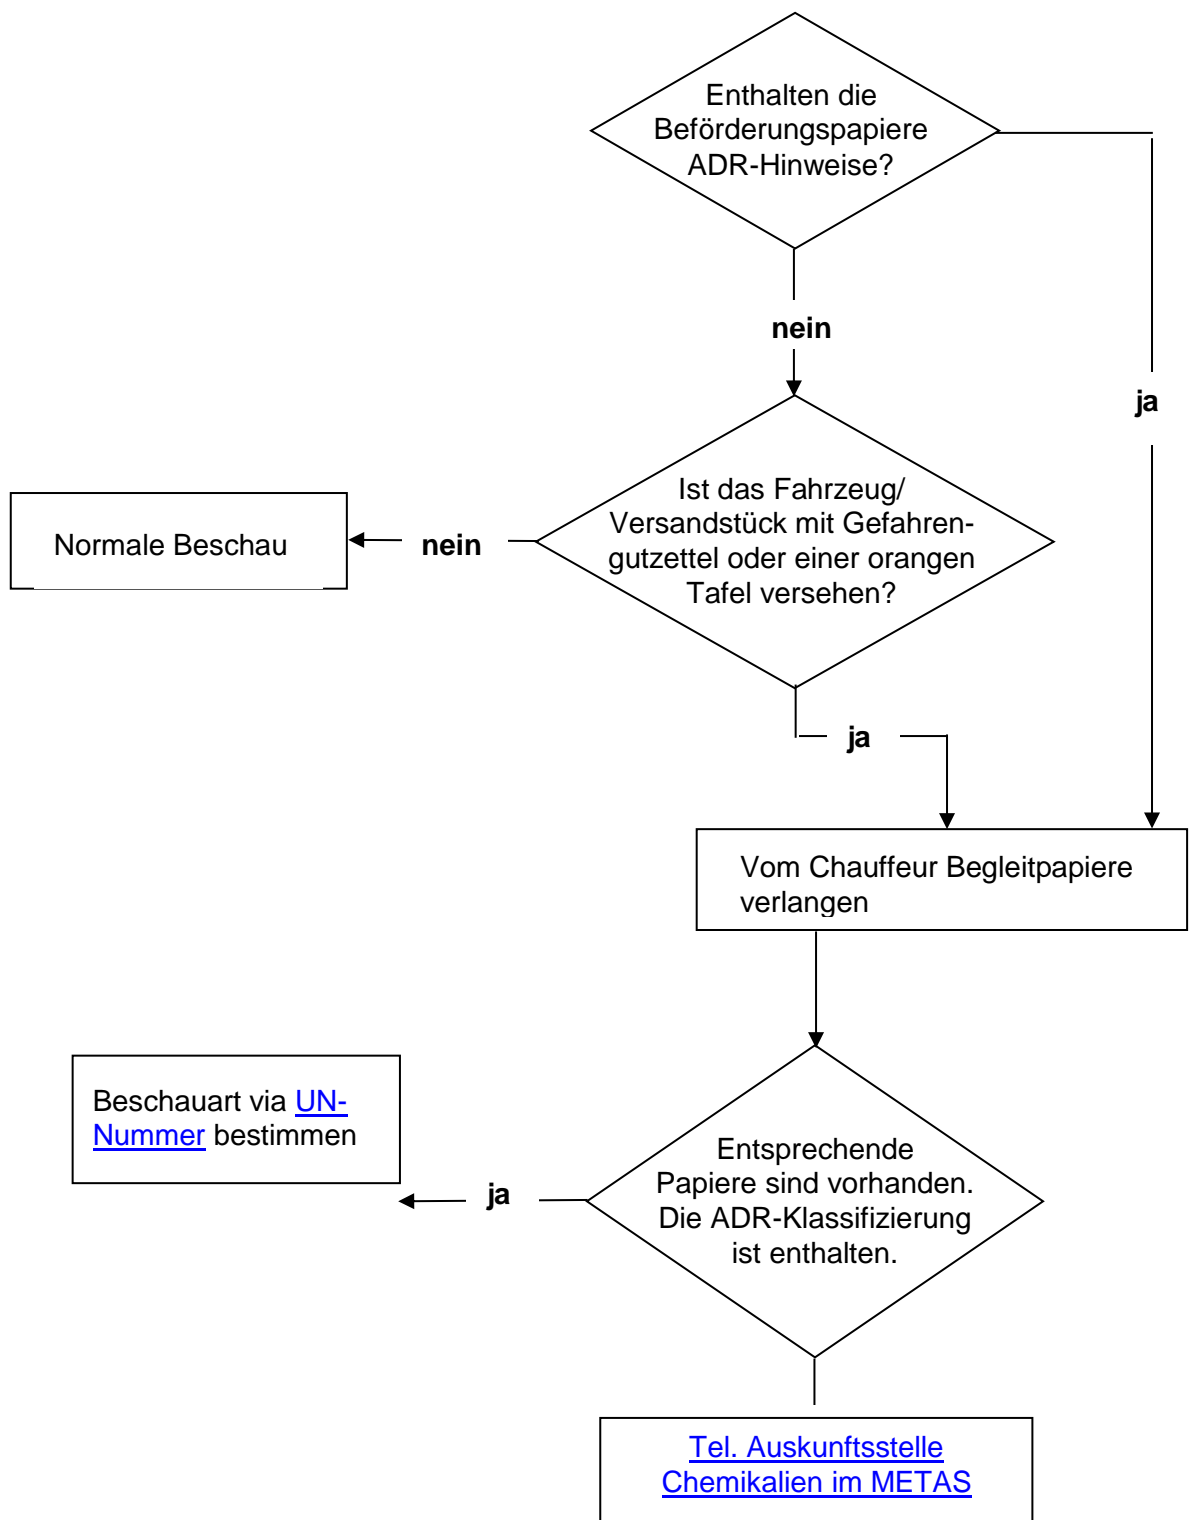 Enthalten die
Beförderungspapiere
ADR-Hinweise?
nein
ja
Ist das Fahrzeug/
Versandstück mit Gefahren-
gutzettel oder einer orangen
Tafel versehen?
nein
Normale Beschau
ja
Vom Chauffeur Begleitpapiere
verlangen
Entsprechende
Papiere sind vorhanden.
Die ADR-Klassifizierung
ist enthalten.
ja
Beschauart via UN-
Nummer bestimmen
Tel. Auskunftsstelle
Chemikalien im METAS